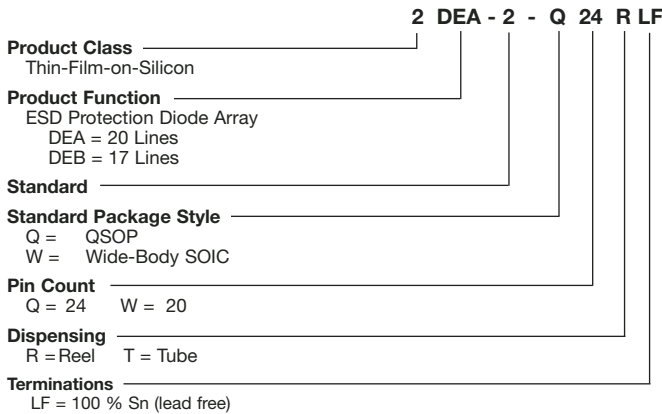 2 DEA - 2 - Q 24 R LF
Product Class
Thin-Film-on-Silicon
Product Function
ESD Protection Diode Array
DEA = 20 Lines
DEB = 17 Lines
Standard
Standard Package Style
Q = QSOP
W = Wide-Body SOIC
Pin Count
Q = 24 W = 20
Dispensing
R = Reel T = Tube
Terminations
LF = 100 % Sn (lead free)